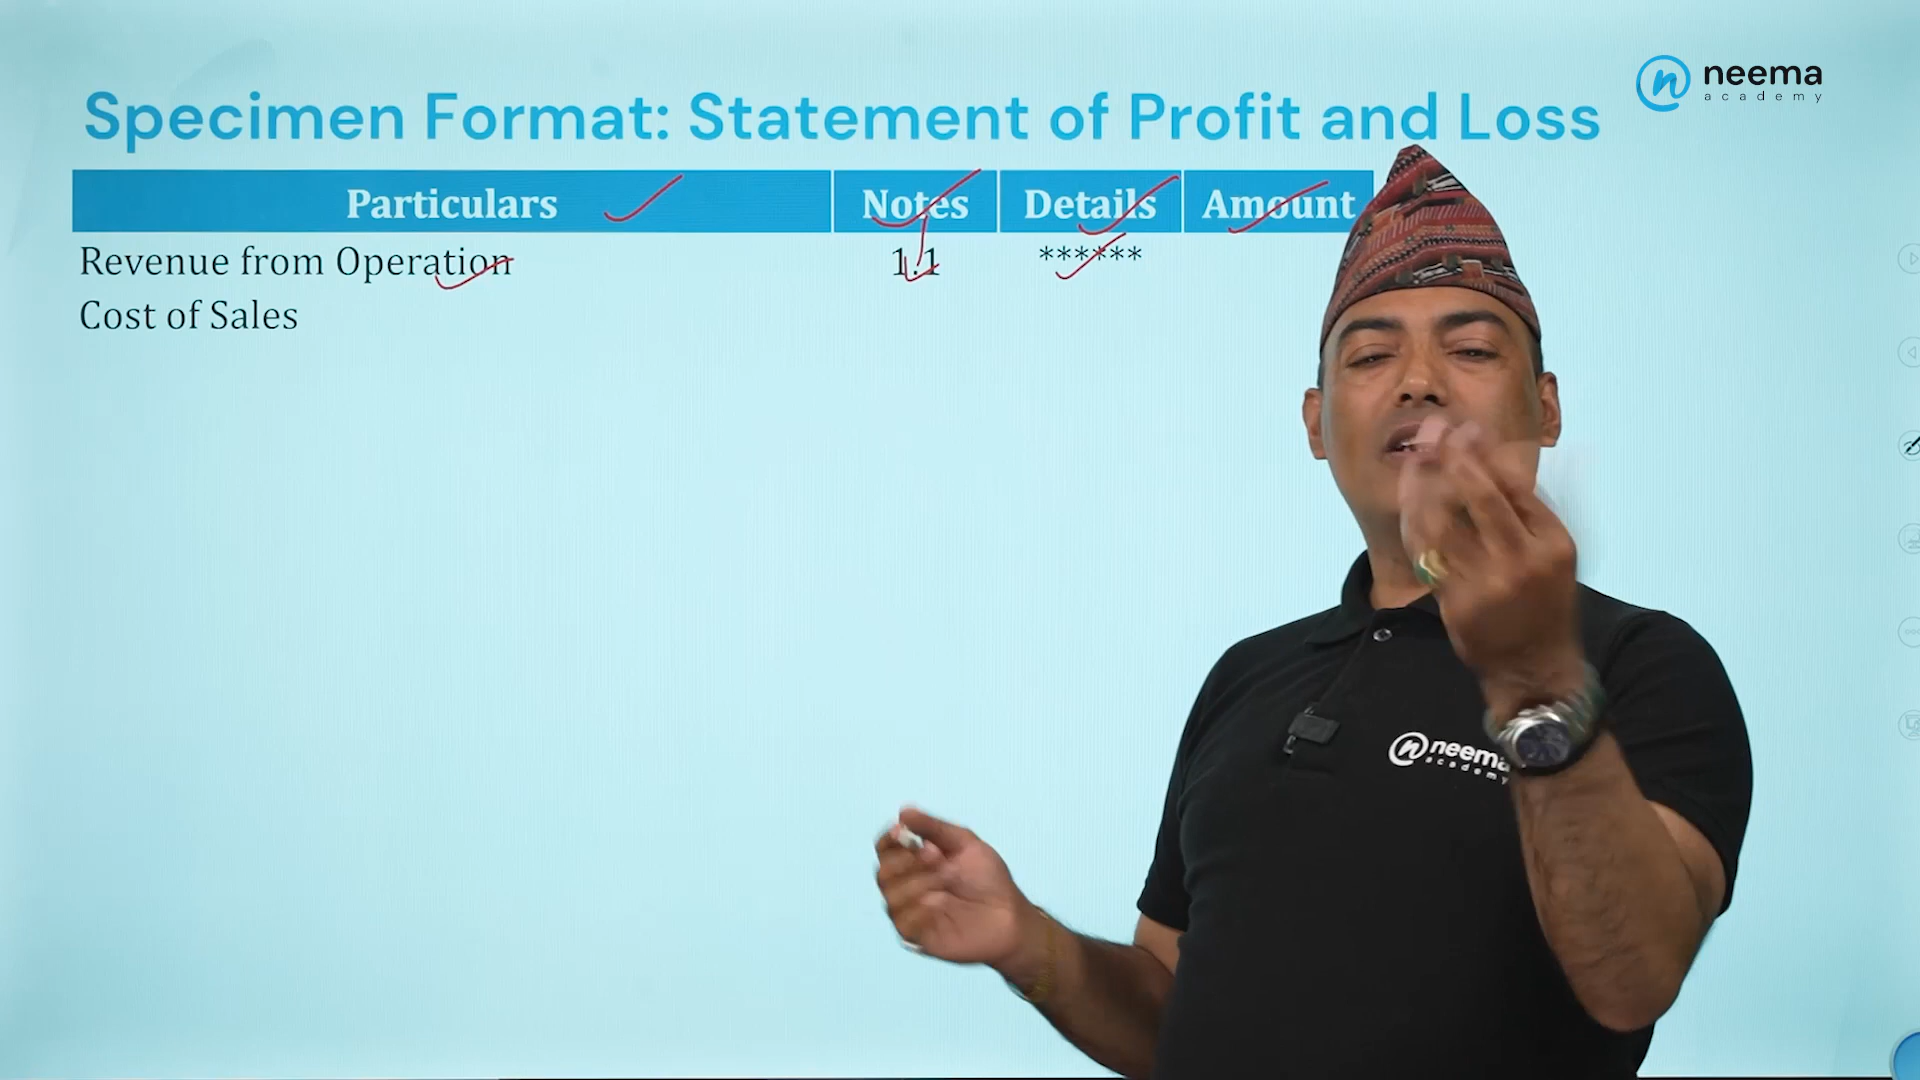 neema
academy
Specimen Format: Statement of Profit and Loss
Particulars Notes Details Amount
Revenue from Operation 1.1 ******
Cost of Sales
neema
academy